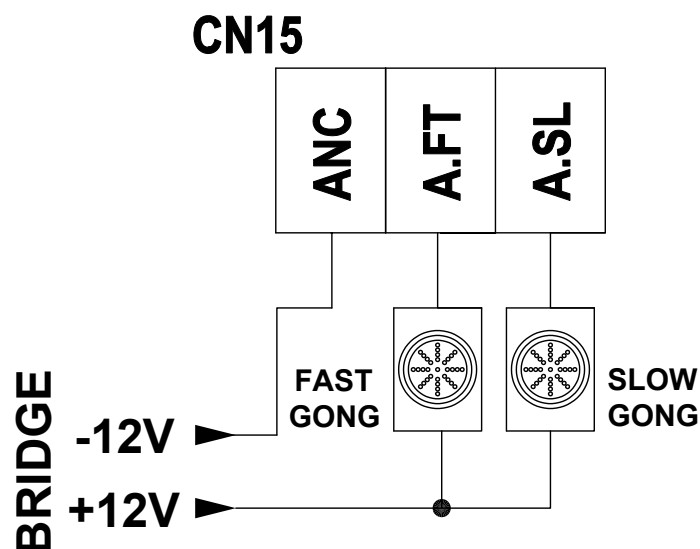 CN15
ANC
A.FT
A.SL
FAST
GONG
SLOW
GONG
BRIDGE
-12V
+12V